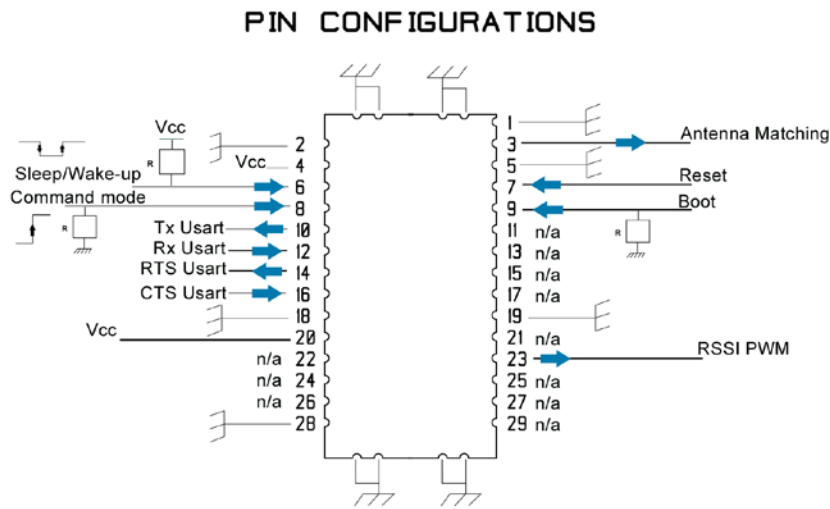 PIN CONFIGURATIONS
1
Vcc
2
3
Antenna Matching
R
Vcc
4
5
Sleep/Wake-up
6
7
Reset
Command mode
8
9
Boot
R
Tx Usart
10
11 n/a
R
Rx Usart
12
13 n/a
RTS Usart
14
15 n/a
CTS Usart
16
17 n/a
18
19
Vcc
20
21 n/a
n/a
22
23
RSSI PWM
n/a
24
25 n/a
n/a
26
27 n/a
28
29 n/a